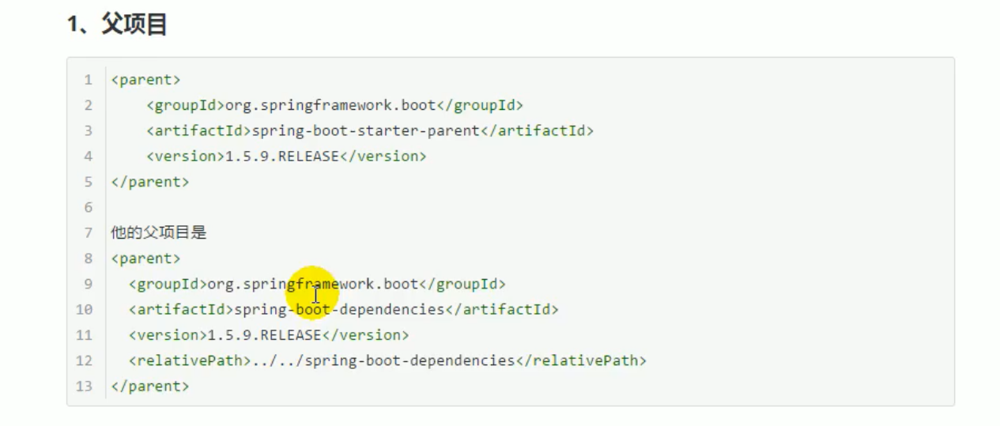 1、父项目
1 <parent>
2     <groupId>org.springframework.boot</groupId>
3     <artifactId>spring-boot-starter-parent</artifactId>
4     <version>1.5.9.RELEASE</version>
5 </parent>
6
7 他的父项目是
8 <parent>
9   <groupId>org.springframework.boot</groupId>
10   <artifactId>spring-boot-dependencies</artifactId>
11   <version>1.5.9.RELEASE</version>
12   <relativePath>../../spring-boot-dependencies</relativePath>
13 </parent>